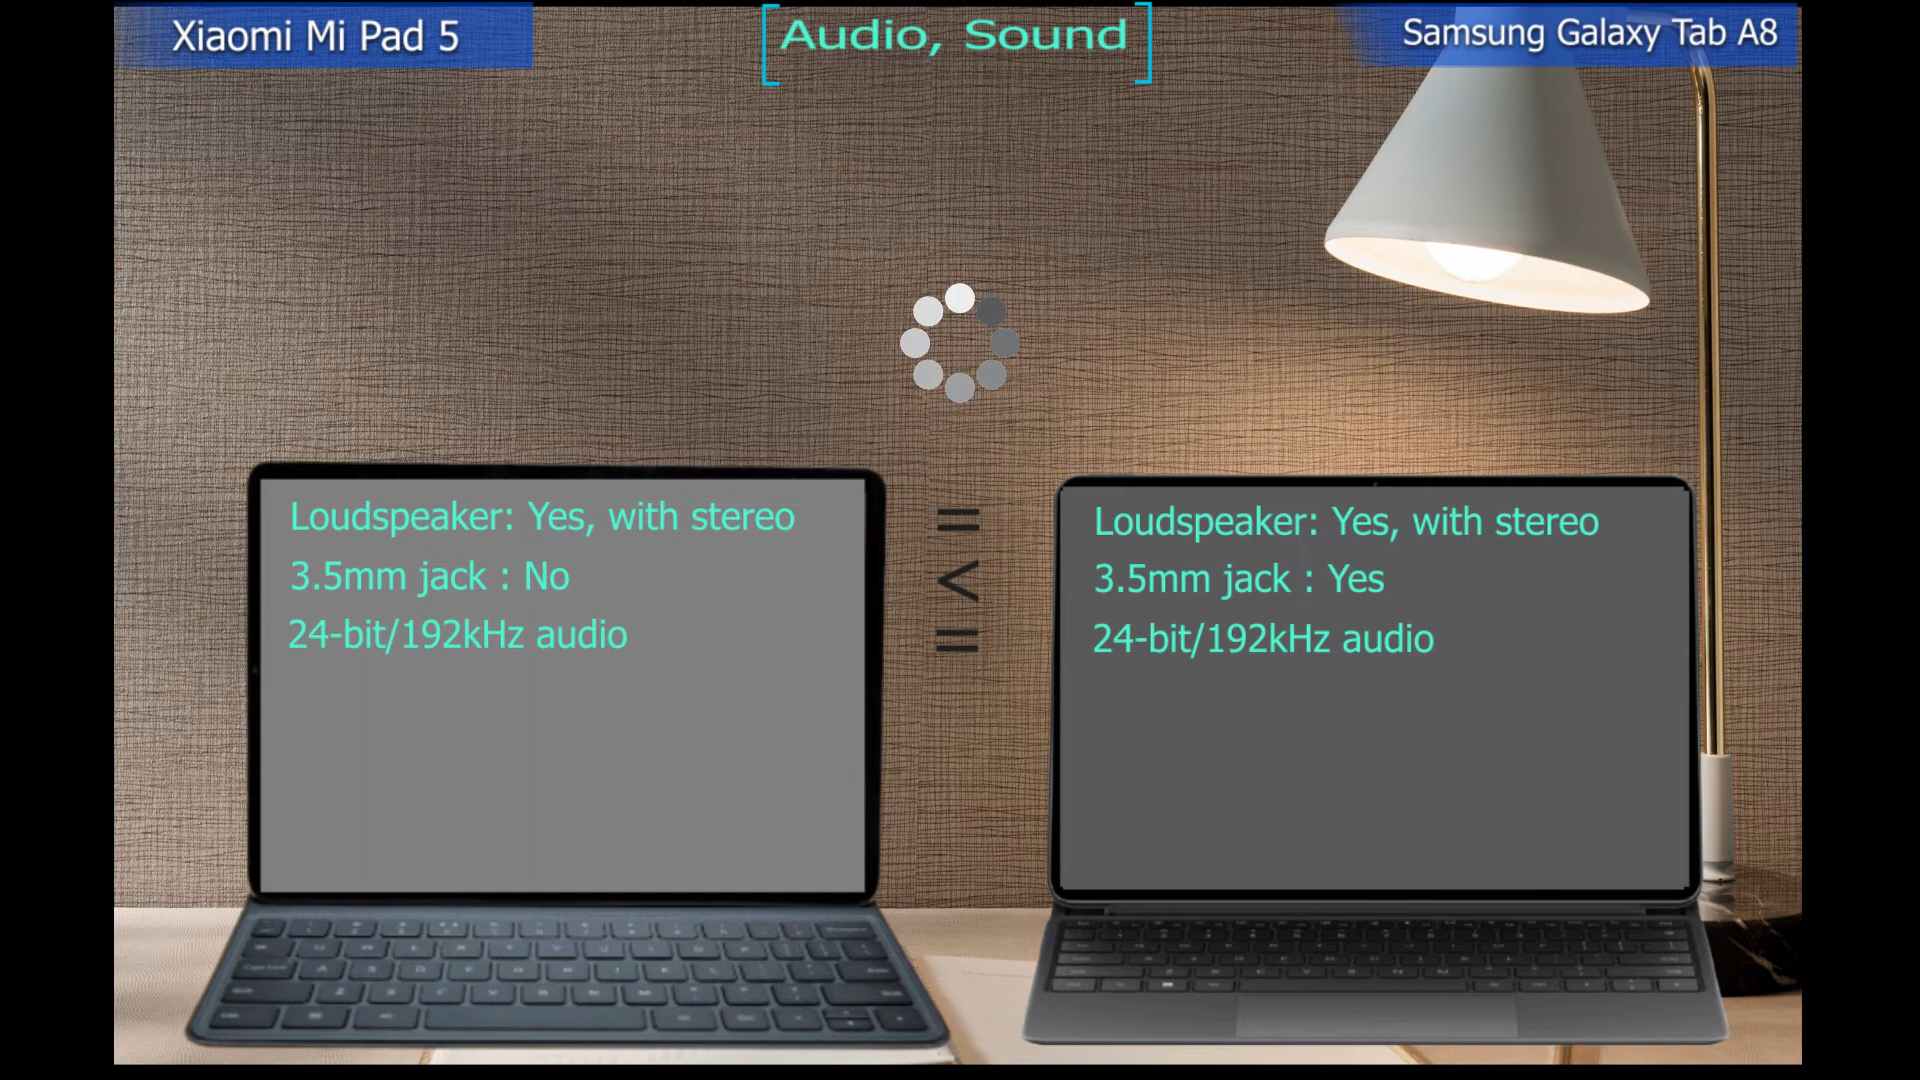 Xiaomi Mi Pad 5
Audio, Sound
Samsung Galaxy Tab A8
Loudspeaker: Yes, with stereo
3.5mm jack : No
24-bit/192kHz audio
Loudspeaker: Yes, with stereo
3.5mm jack : Yes
24-bit/192kHz audio